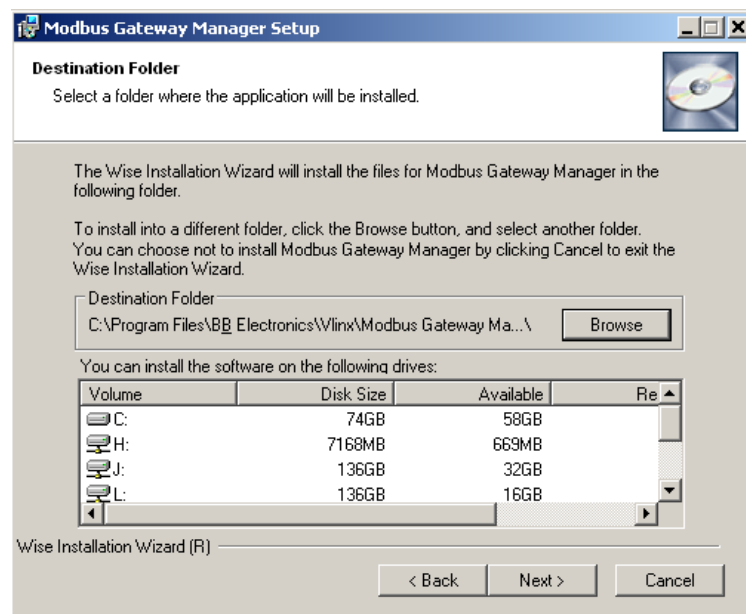 Modbus Gateway Manager Setup
Destination Folder
Select a folder where the application will be installed.
The Wise Installation Wizard will install the files for Modbus Gateway Manager in the
following folder.
To install into a different folder, click the Browse button, and select another folder.
You can choose not to install Modbus Gateway Manager by clicking Cancel to exit the
Wise Installation Wizard.
Destination Folder
C:\Program Files\BB Electronics\Vlinx\Modbus Gateway Ma...\ Browse
You can install the software on the following drives:
Volume Disk Size Available Re
C: 74GB 58GB
H: 7168MB 669MB
J: 136GB 32GB
L: 136GB 16GB
Wise Installation Wizard (R)
< Back Next > Cancel